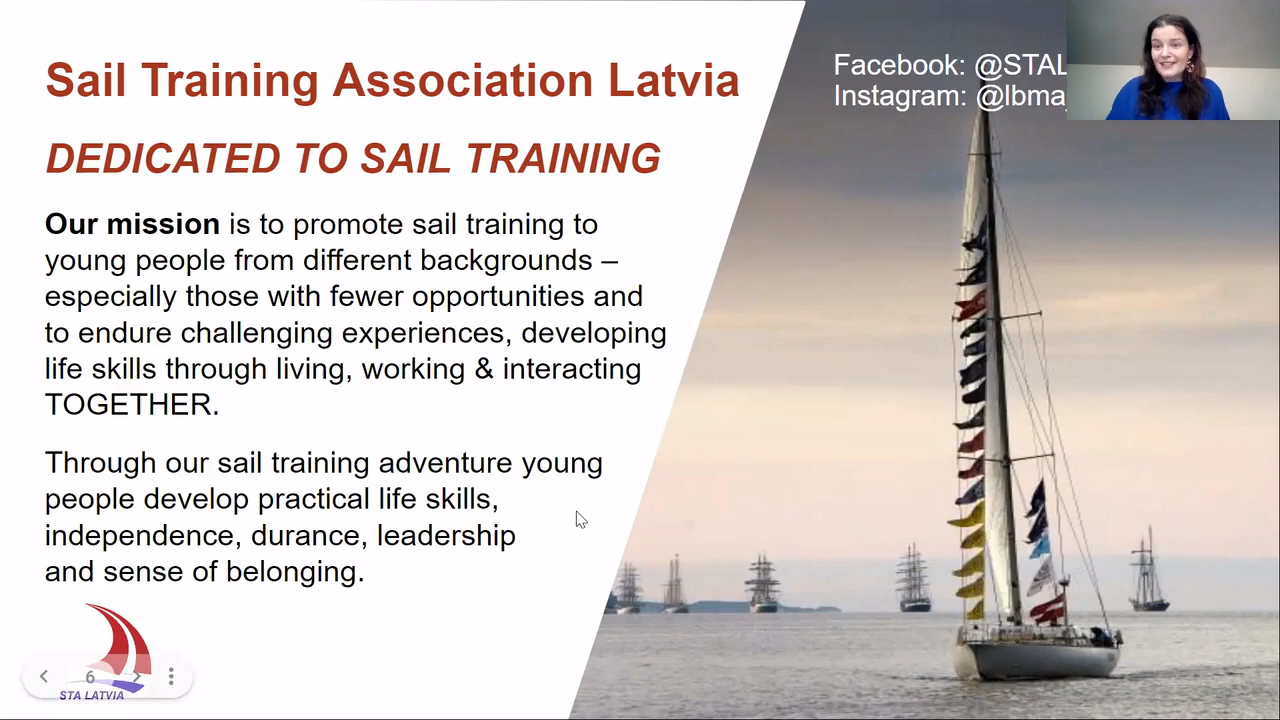 Sail Training Association Latvia
DEDICATED TO SAIL TRAINING
Our mission is to promote sail training to
young people from different backgrounds –
especially those with fewer opportunities and
to endure challenging experiences, developing
life skills through living, working & interacting
TOGETHER.
Through our sail training adventure young
people develop practical life skills,
independence, durance, leadership
and sense of belonging.
Facebook:
Instagram:
6
STA LATVIA